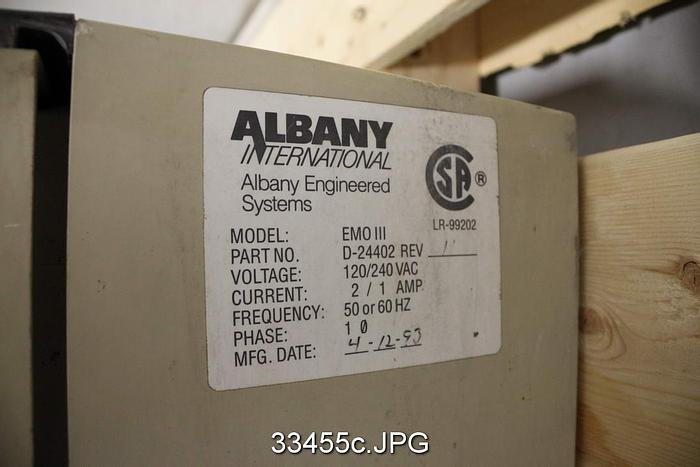 ALBANY
INTERNATIONAL
Albany Engineered
Systems
CSA ®
LR-99202
MODEL: EMO III
PART NO. D-24402 REV 11
VOLTAGE: 120/240 VAC
CURRENT: 2 / 1 AMP
FREQUENCY: 50 or 60 HZ
PHASE: 1 Ø
MFG. DATE: 4-12-93
33455c.JPG